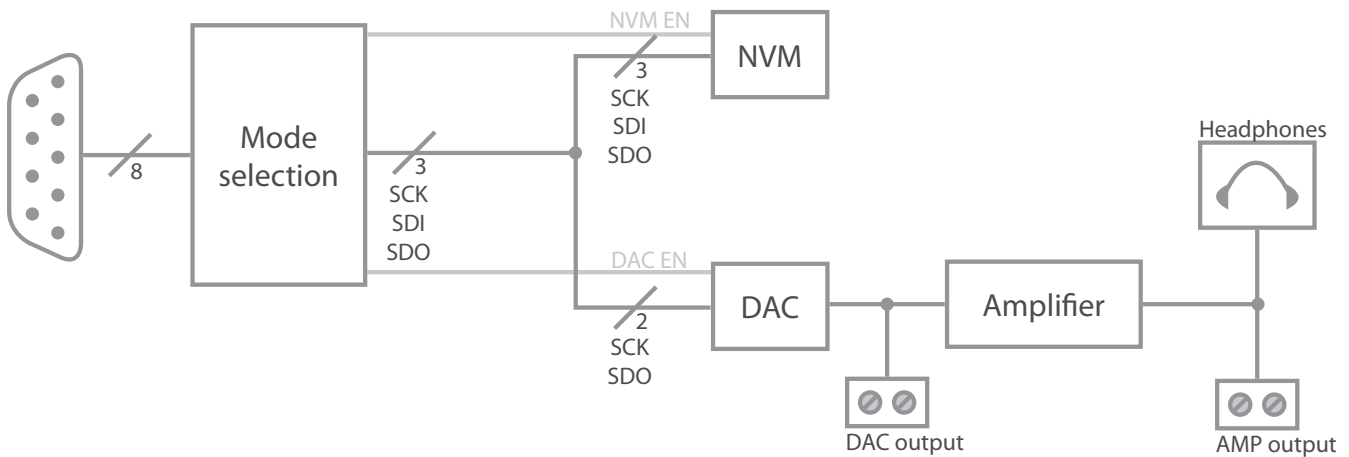 NVM EN
3
SCK
SDI
SDO
NVM
8
Mode
selection
3
SCK
SDI
SDO
DAC EN
2
SCK
SDO
DAC
DAC output
Amplifier
Headphones
AMP output